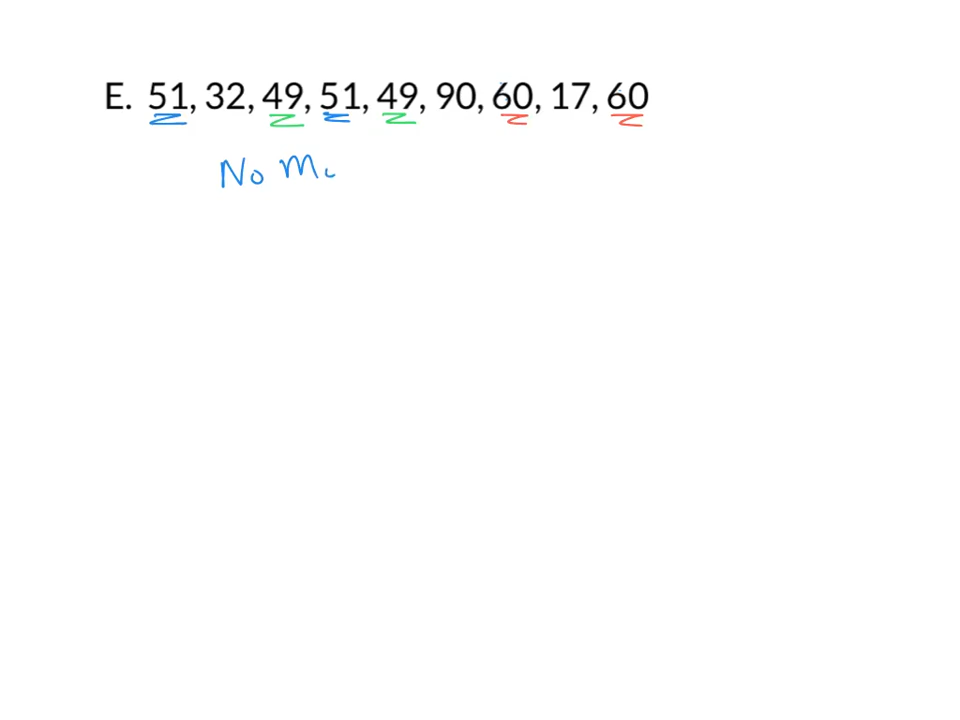 E. 51, 32, 49, 51, 49, 90, 60, 17, 60
No